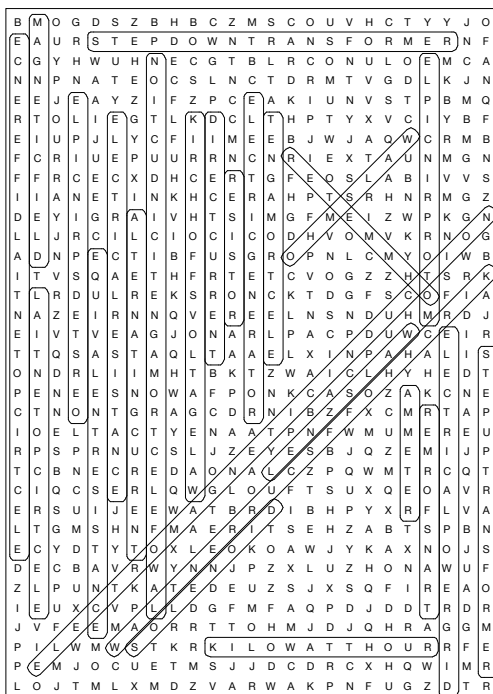 B M O G D S Z B H B C Z M S C O U V H C T Y Y J O
E A U R S T E P D O W N T R A N S F O R M E R N F
C G Y H W U H N E C G T B L R C O N U L O E M C A
N N P N A T E O C S L N C T D R M T V G D L K J N
E E J E A Y Z I F Z P C E A K I U N V S T P B M Q
R T O L I E G T L K D C L T H P T Y X V C I Y B F
E I U P J L Y C F I I M E E B J W J A Q W C R M B
F C R I U E P U U R R N C N R I E X T A U N M G N
F F R C E C X D H C E R T G F E O S L A B I V V S
I I A N E T I N K H C E R A H P T S R H N R M G Z
D E Y I G R A I V H T S I M G F M E I Z W P K G N
L L J R C I L C I O C I C O D H V O M V K R N O G
A D N P E C T I B F U S G R O P N L C M Y O I W B
I T V S Q A E T H F R T E T C V O G Z Z H T S R K
T L R D U L R E K S R O N C K T D G F S C O F I A
N A Z E I R N N Q V E R E E L N S N D U H M R D J
E I V T V E A G J O N A R L P A C P D U W C E I R
T T Q S A S T A Q L T A A E L X I N P A H A L I S
O N D R L I I M H T B K T Z W A I C L H Y H E D T
P E N E E S N O W A F P O N K C A S O Z A K C N E
C T N O N T G R A G C D R N I B Z F X C M R T A P
I O E L T A C T Y E N A A T P N F W M U M E R E U
R P S P R N U C S L J Z E Y E S B J Q Z E M I J P
T C B N E C R E D A O N A L C Z P Q W M T R C Q T
C I Q C S E R L Q W G L O U F T S U X Q E O A V R
E R S U I J E E W A T B R D I B H P Y X R F L V A
L T G M S H N F M A E R I T S E H Z A B T S P B N
E C Y D T Y T O X L E O K O A W J Y K A X N O J S
D E C B A V R W Y N N J P Z X L U Z H O N A W U F
Z L P U N T K A T E D E U Z S J X S Q F I R E A O
I E U X C V P L L D G F M F A Q P D J D D T R D R
J V F E E M A O R R T T O H M J D J Q H R A G G M
P I L W M W S T K R K I L O W A T T H O U R R F E
P E M J O C U E T M S J J D C D R C X H Q W I M R
L O J T M L X M D Z V A R W A K P N F U G Z D T R